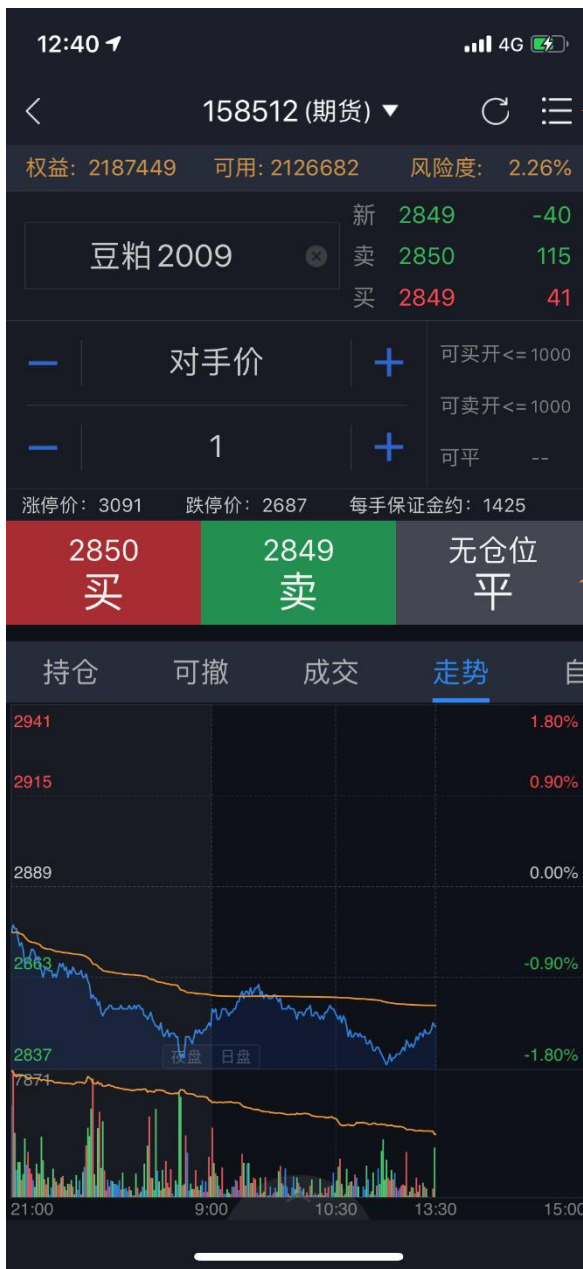 12:40
4G
158512 (期货)
权益: 2187449 可用: 2126682 风险度: 2.26%
豆粕2009
新 2849 -40
卖 2850 115
买 2849 41
对手价
可买开<=1000
可卖开<=1000
1
可平 --
涨停价: 3091 跌停价: 2687 每手保证金约: 1425
2850 2849 无仓位
买 卖 平
持仓 可撤 成交 走势
2941 1.80%
2915 0.90%
2889 0.00%
2863 -0.90%
2837 夜盘 日盘 -1.80%
7871
21:00 9:00 10:30 13:30 15:00